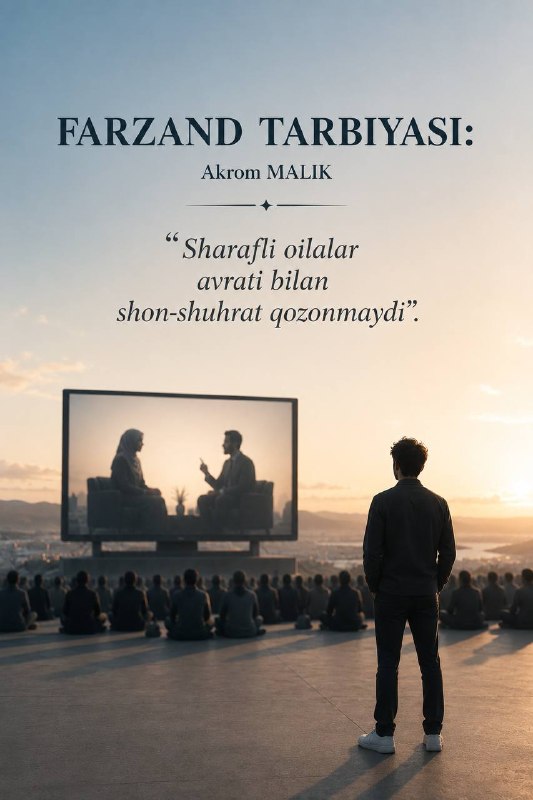 FARZAND TARBIYASI:
Akrom MALIK
“Sharafli oilalar
avrati bilan
shon-shuhrat qozonmaydi”.